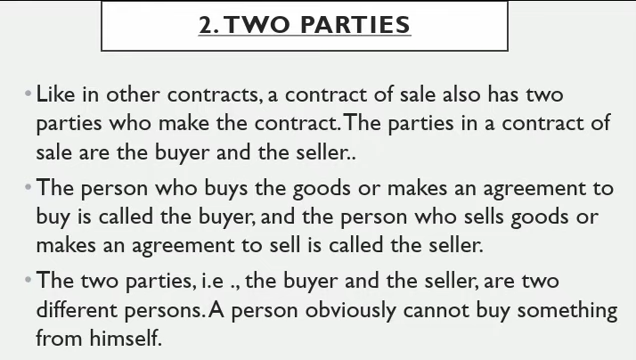 2. TWO PARTIES
• Like in other contracts, a contract of sale also has two
parties who make the contract. The parties in a contract of
sale are the buyer and the seller..
• The person who buys the goods or makes an agreement to
buy is called the buyer, and the person who sells goods or
makes an agreement to sell is called the seller.
• The two parties, i.e ., the buyer and the seller, are two
different persons. A person obviously cannot buy something
from himself.